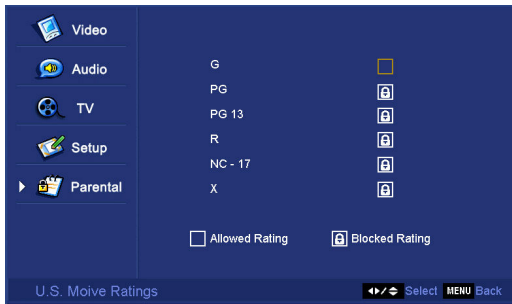 Video
Audio
TV
Setup
Parental
G
PG
PG 13
R
NC - 17
X
Allowed Rating Blocked Rating
U.S. Moive Ratings Select MENU Back